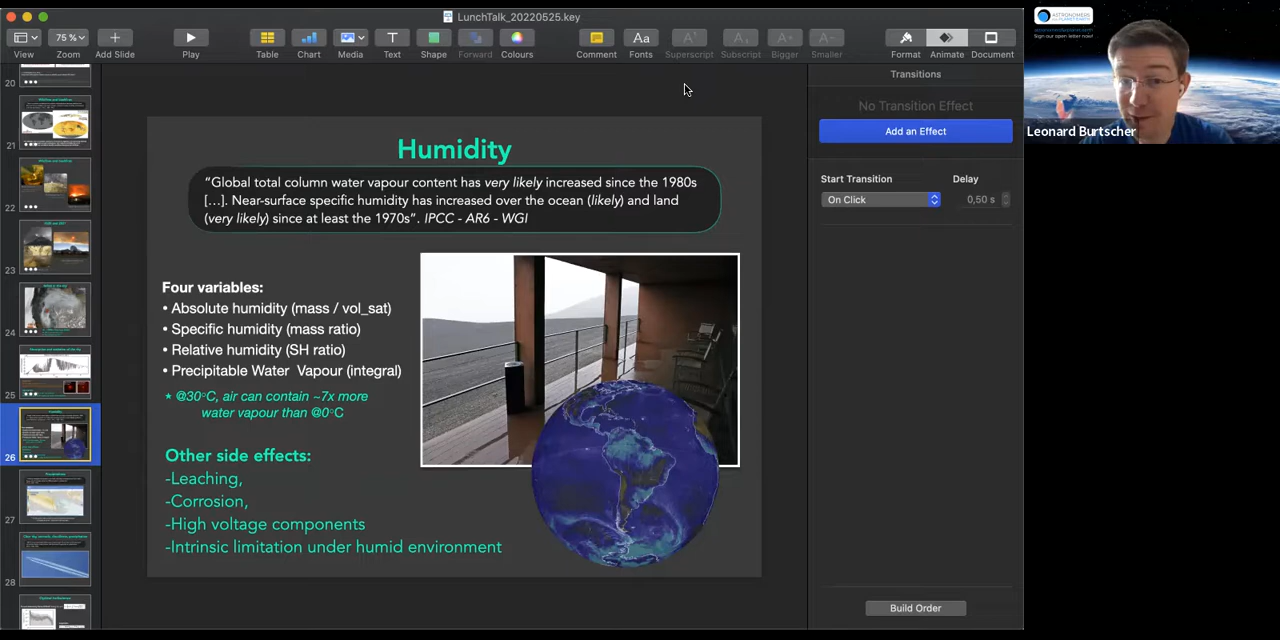 LunchTalk_20220525.key
75 %
View
Zoom
Add Slide
Play
Table
Chart
Media
Text
Shape
Forward
Colours
Comment
Fonts
Superscript
Subscript
Bigger
Smaller
Format
Animate
Document
20
21
22
23
24
25
26
27
28
Humidity
“Global total column water vapour content has very likely increased since the 1980s
[…]. Near-surface specific humidity has increased over the ocean (likely) and land
(very likely) since at least the 1970s”. IPCC - AR6 - WGI
Four variables:
• Absolute humidity (mass / vol_sat)
• Specific humidity (mass ratio)
• Relative humidity (SH ratio)
• Precipitable Water Vapour (integral)
* @30°C, air can contain ~7x more
water vapour than @0°C
Other side effects:
-Leaching,
-Corrosion,
-High voltage components
-Intrinsic limitation under humid environment
Transitions
No Transition Effect
Add an Effect
Start Transition
Delay
On Click
0,50 s
Build Order
ASTRONOMERS
Sign our open letter now!
Leonard Burtscher